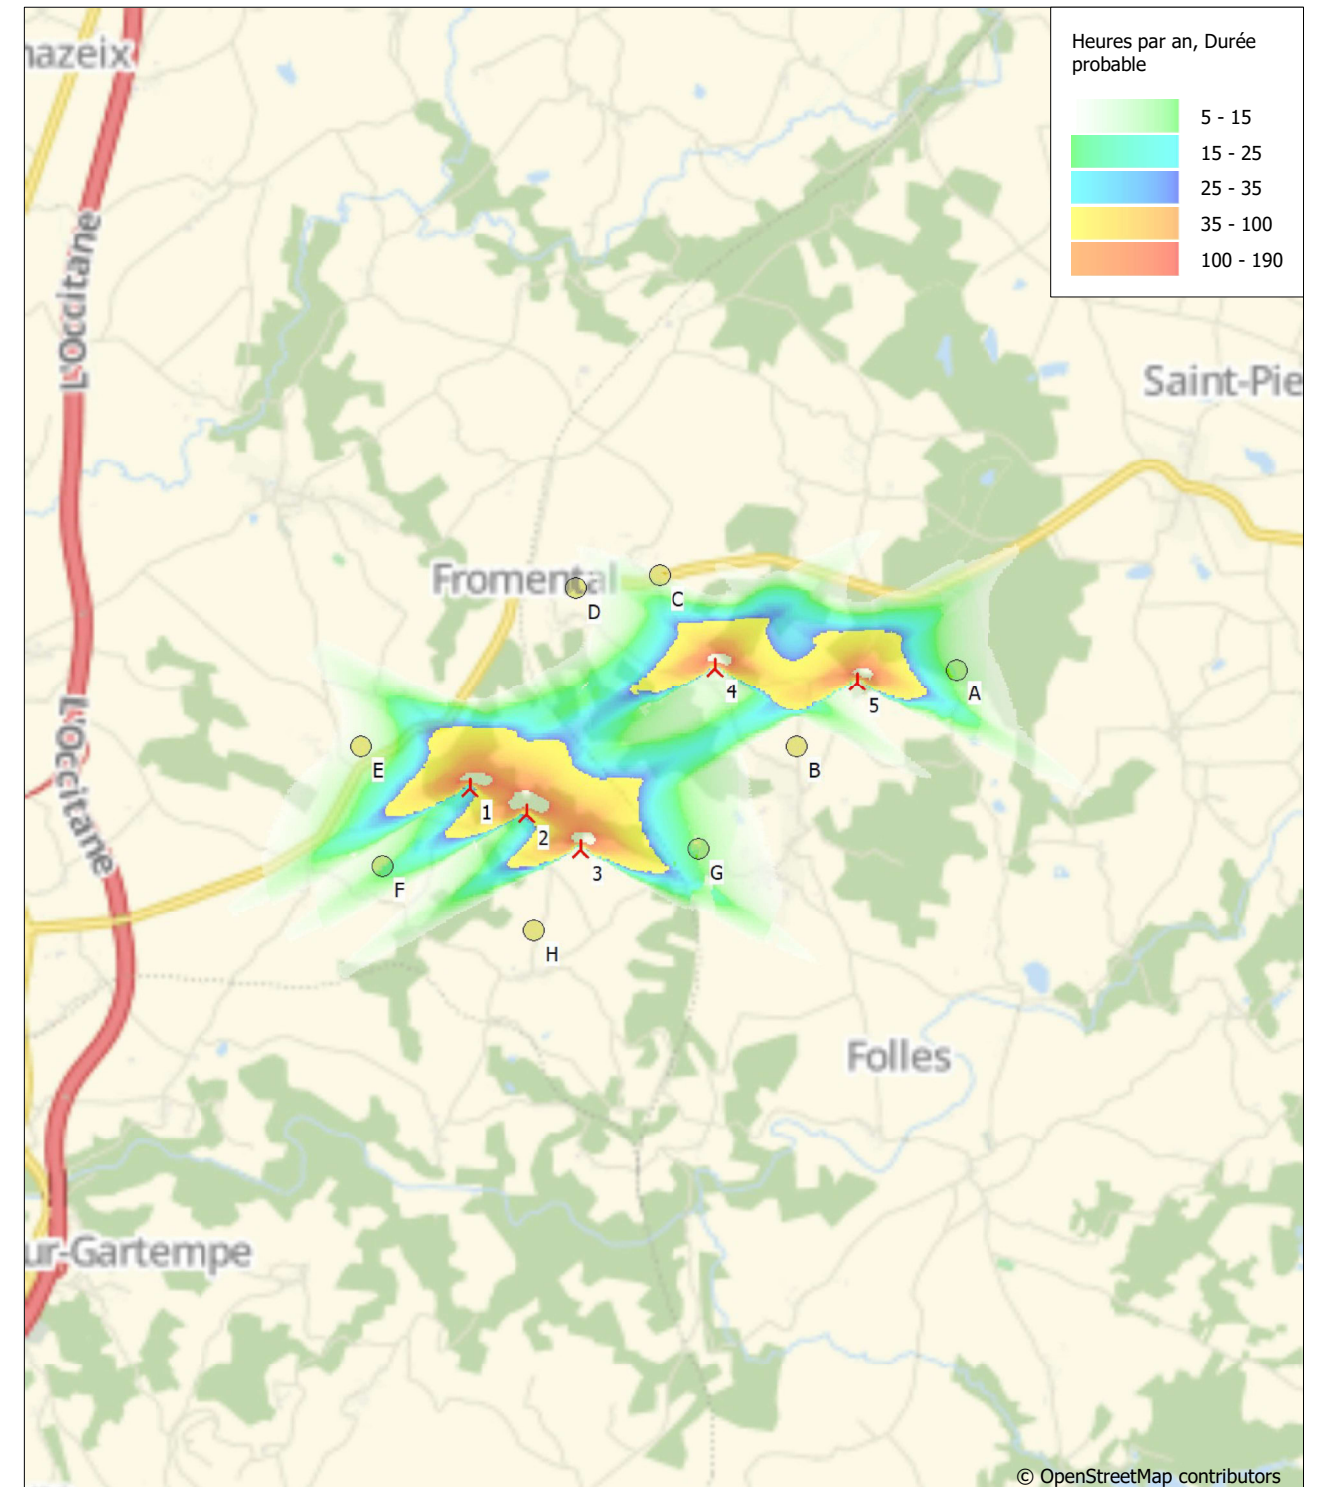 nazeix
Heures par an, Durée
probable
5 - 15
15 - 25
25 - 35
35 - 100
100 - 190
L'Occitane
Saint-Pie
Fromental
D
C
A
4
5
L'Occitane
E
B
1
2
3
F
G
H
Folles
ur-Gartempe
© OpenStreetMap contributors